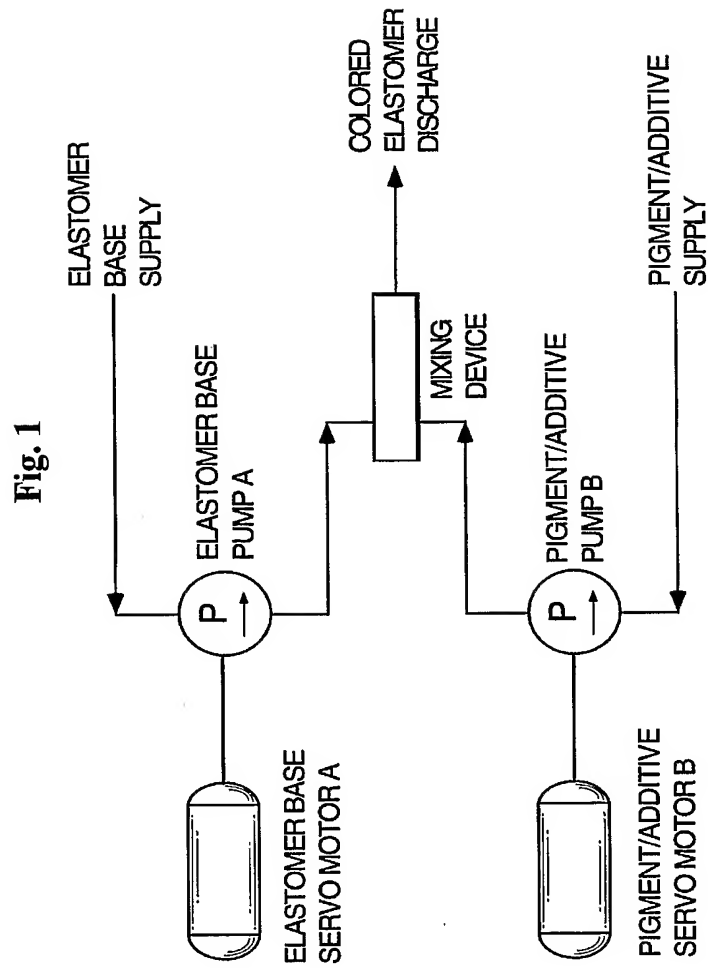 Fig. 1
ELASTOMER
BASE
SUPPLY
ELASTOMER BASE
PUMP A
P
ELASTOMER BASE
SERVO MOTOR A
COLORED
ELASTOMER
DISCHARGE
MIXING
DEVICE
PIGMENT/ADDITIVE
PUMP B
P
PIGMENT/ADDITIVE
SERVO MOTOR B
PIGMENT/ADDITIVE
SUPPLY